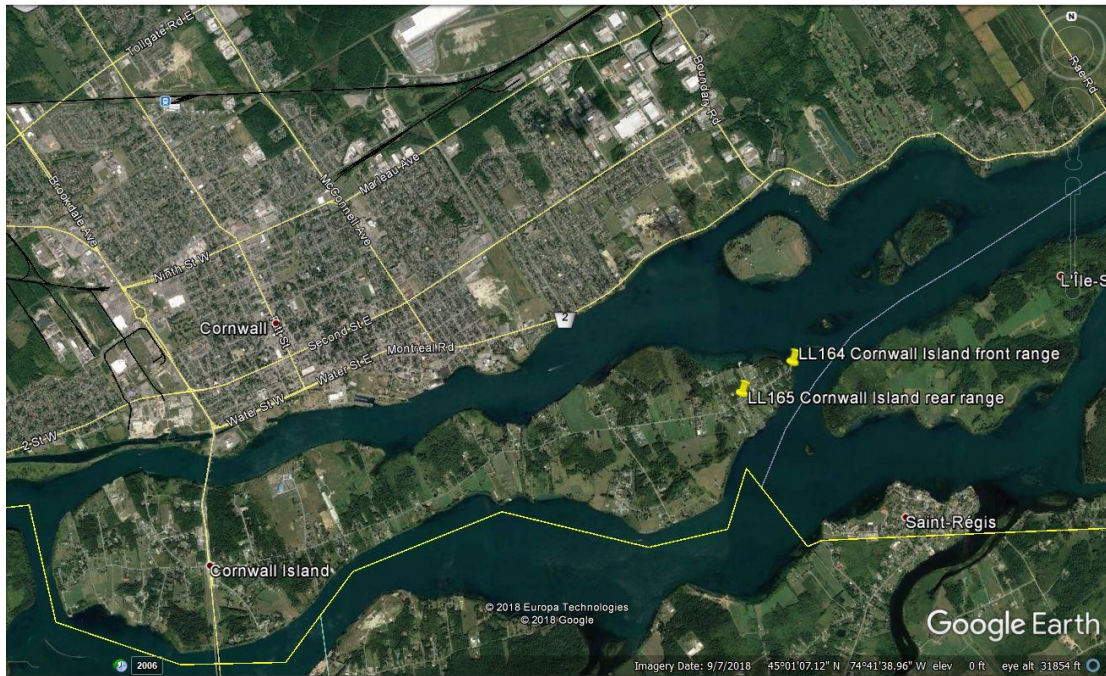 Tollgate Rd E
N
Boundary Rd
Rae Rd
Brookdale Ave
McConnell Ave
Marleau Ave
Ninth St W
L'Île-S
Cornwall
Second St E
2
Montreal Rd
LL164 Cornwall Island front range
Water St E
LL165 Cornwall Island rear range
Water St W
2 St W
Saint-Régis
Cornwall Island
© 2018 Europa Technologies
© 2018 Google
Google Earth
2006
Imagery Date: 9/7/2018 45°01'07.12" N 74°41'38.96" W elev 0 ft eye alt 31854 ft